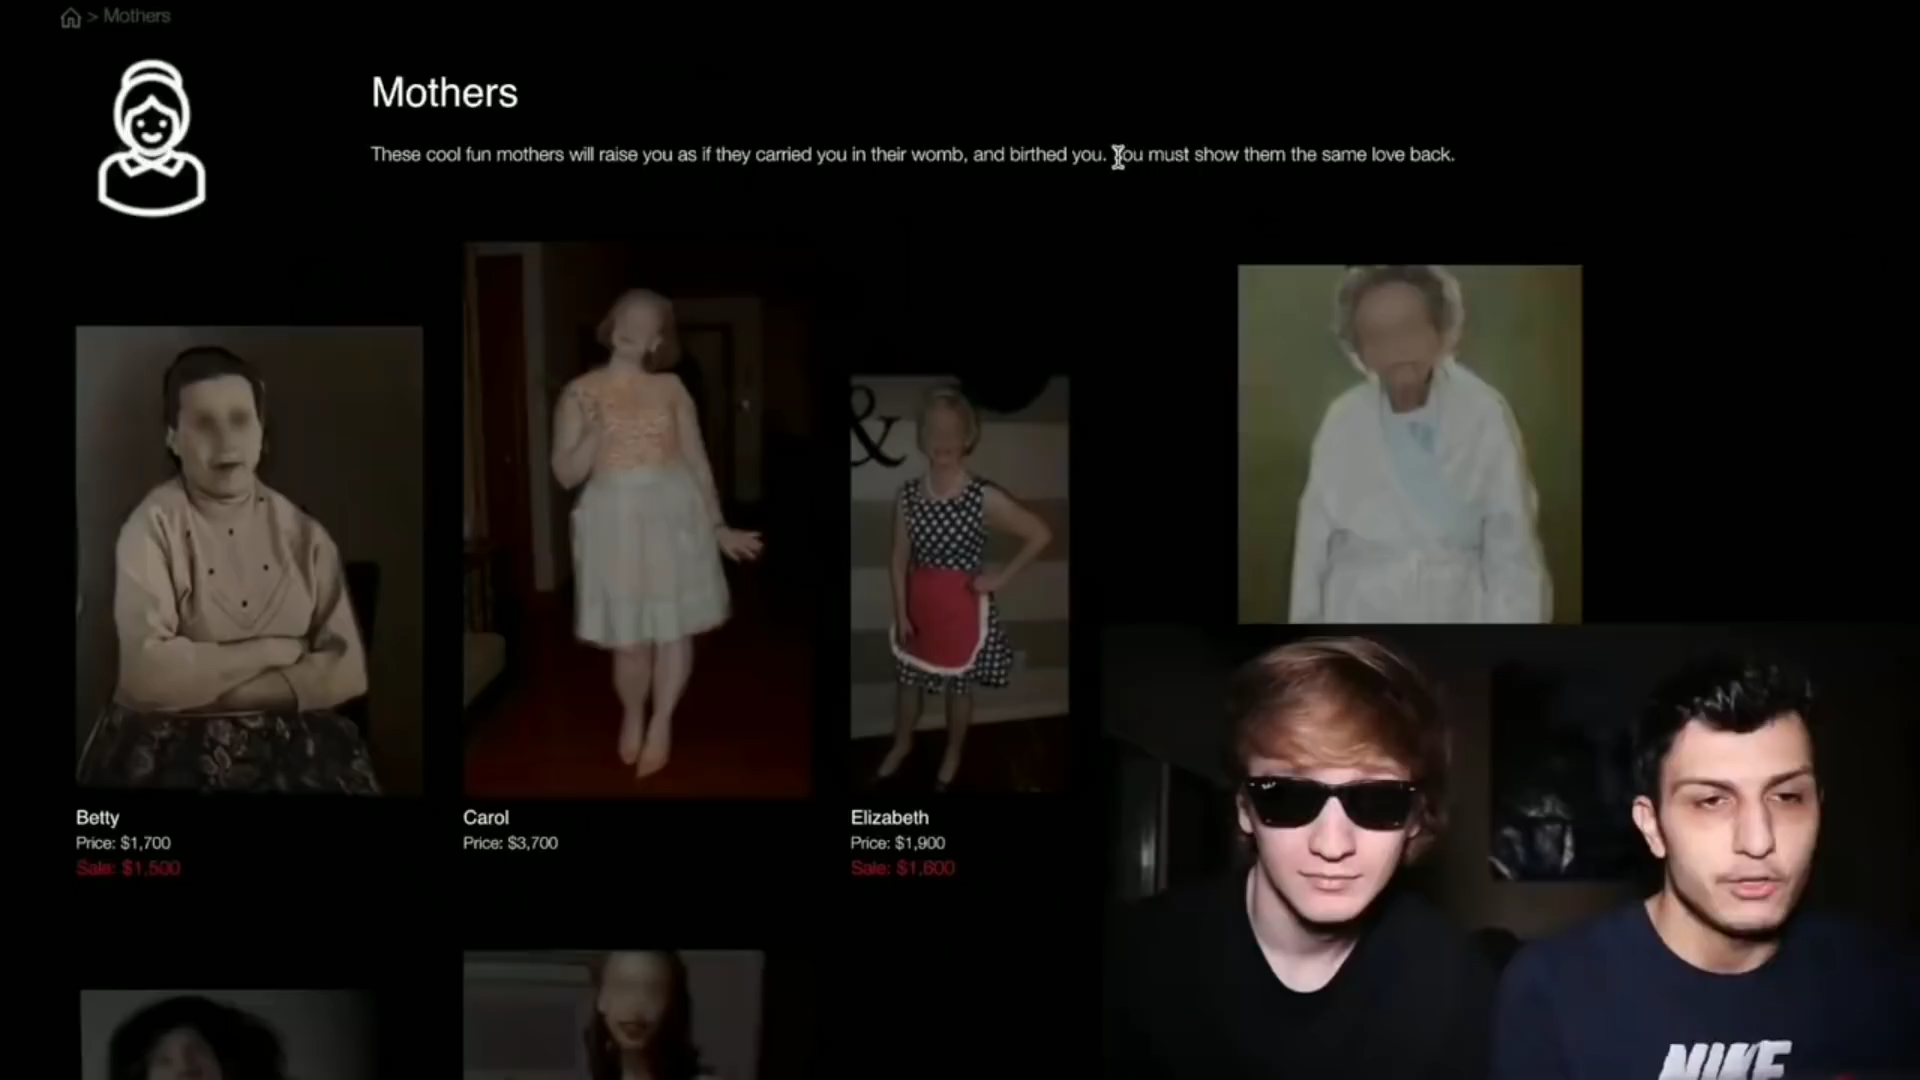 > Mothers
Mothers
These cool fun mothers will raise you as if they carried you in their womb, and birthed you. You must show them the same love back.
&
Betty
Price: $1,700
Sale: $1,500
Carol
Price: $3,700
Elizabeth
Price: $1,900
Sale: $1,600
NIKE